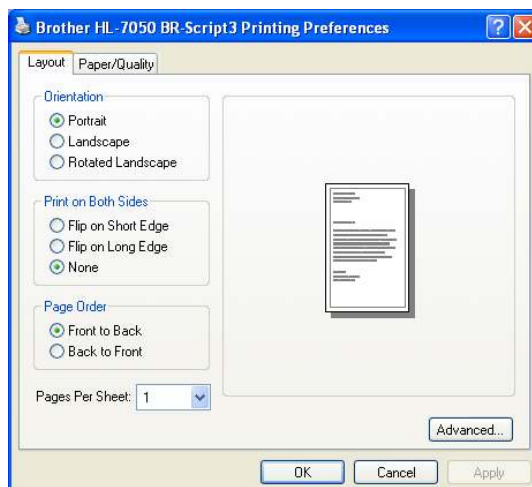 Brother HL-7050 BR-Script3 Printing Preferences
Layout Paper/Quality
Orientation
Portrait
Landscape
Rotated Landscape
Print on Both Sides
Flip on Short Edge
Flip on Long Edge
None
Page Order
Front to Back
Back to Front
Pages Per Sheet: 1
Advanced...
OK Cancel Apply